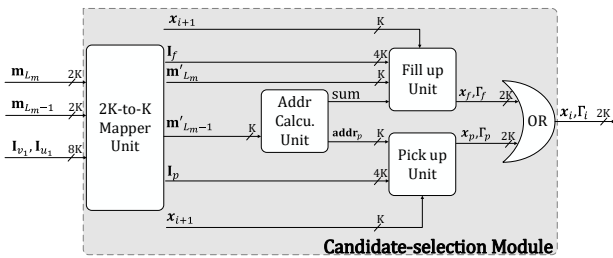 x_{i+1} K
I_f 4K
m_{L_m} 2K m'_{L_m} K Fill up Unit
sum x_f,Γ_f 2K
m_{L_m−1} 2K 2K-to-K Mapper Unit Addr Calcu. Unit OR x_i,Γ_i 2K
m'_{L_m−1} K addr_p K x_p,Γ_p 2K
I_{v_1},I_{u_1} 8K Pick up Unit
I_p 4K
x_{i+1} K
Candidate-selection Module